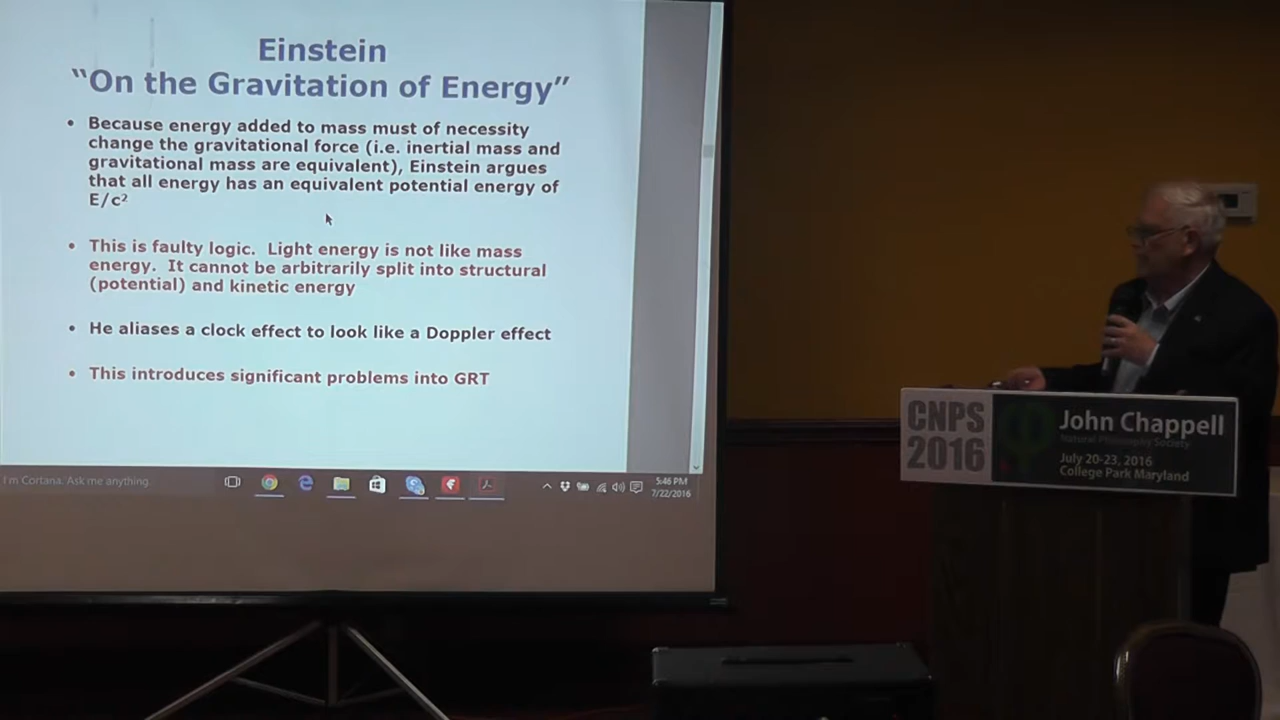 Einstein
“On the Gravitation of Energy”
• Because energy added to mass must of necessity
change the gravitational force (i.e. inertial mass and
gravitational mass are equivalent), Einstein argues
that all energy has an equivalent potential energy of
E/c²
• This is faulty logic. Light energy is not like mass
energy. It cannot be arbitrarily split into structural
(potential) and kinetic energy
• He aliases a clock effect to look like a Doppler effect
• This introduces significant problems into GRT
I'm Cortana. Ask me anything.
5:46 PM
7/22/2016
CNPS
2016
John Chappell
Natural Philosophy Society
July 20-23, 2016
College Park Maryland